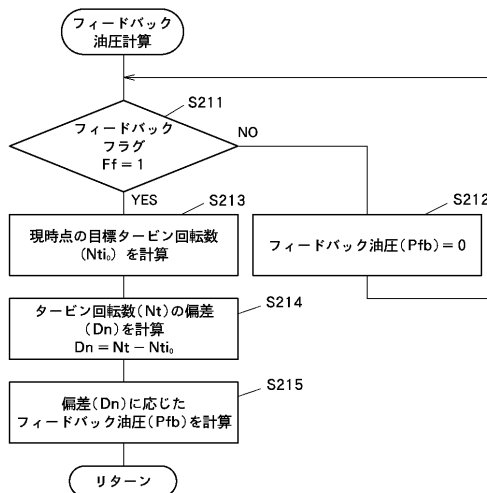 フィードバック
油圧計算
S211
フィードバック
フラグ
Ff = 1
NO
YES
S213
S212
現時点の目標タービン回転数
(Nti₀) を計算
フィードバック油圧(Pfb) = 0
S214
タービン回転数(Nt)の偏差
(Dn)を計算
Dn = Nt − Nti₀
S215
偏差(Dn)に応じた
フィードバック油圧(Pfb)を計算
リターン